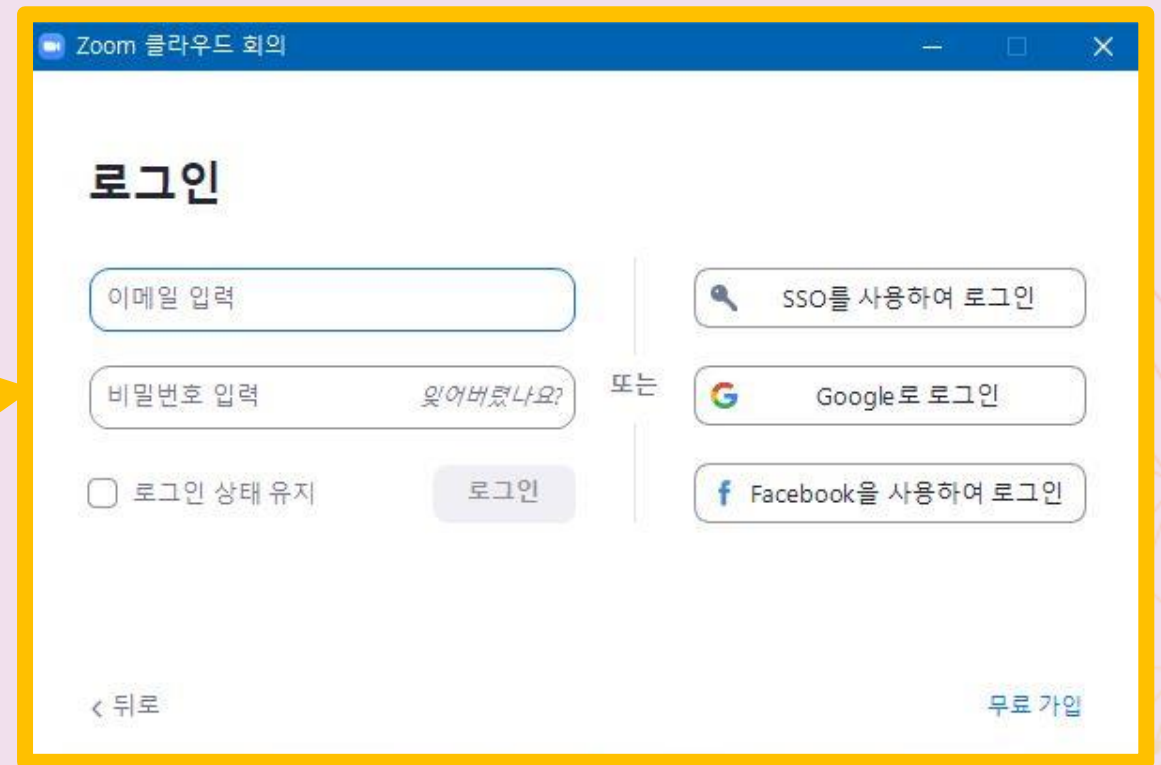 Zoom 클라우드 회의
로그인
이메일 입력
비밀번호 입력 잊어버렸나요?
로그인 상태 유지 로그인
또는
SSO를 사용하여 로그인
Google로 로그인
Facebook을 사용하여 로그인
뒤로
무료 가입